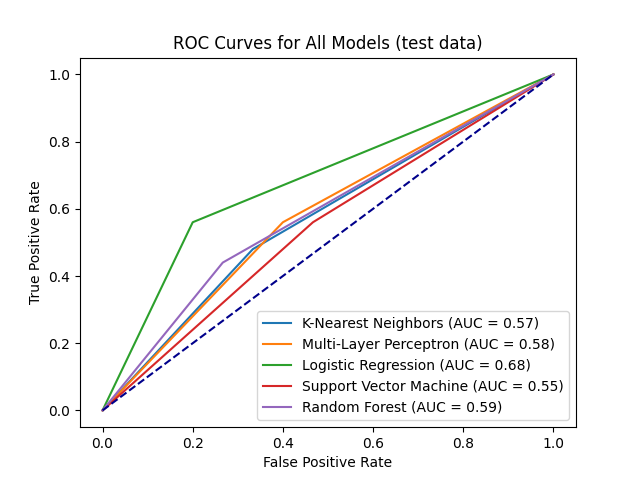 ROC Curves for All Models (test data)
1.0
0.8
0.6
0.4
0.2
0.0
True Positive Rate
K-Nearest Neighbors (AUC = 0.57)
Multi-Layer Perceptron (AUC = 0.58)
Logistic Regression (AUC = 0.68)
Support Vector Machine (AUC = 0.55)
Random Forest (AUC = 0.59)
0.0 0.2 0.4 0.6 0.8 1.0
False Positive Rate